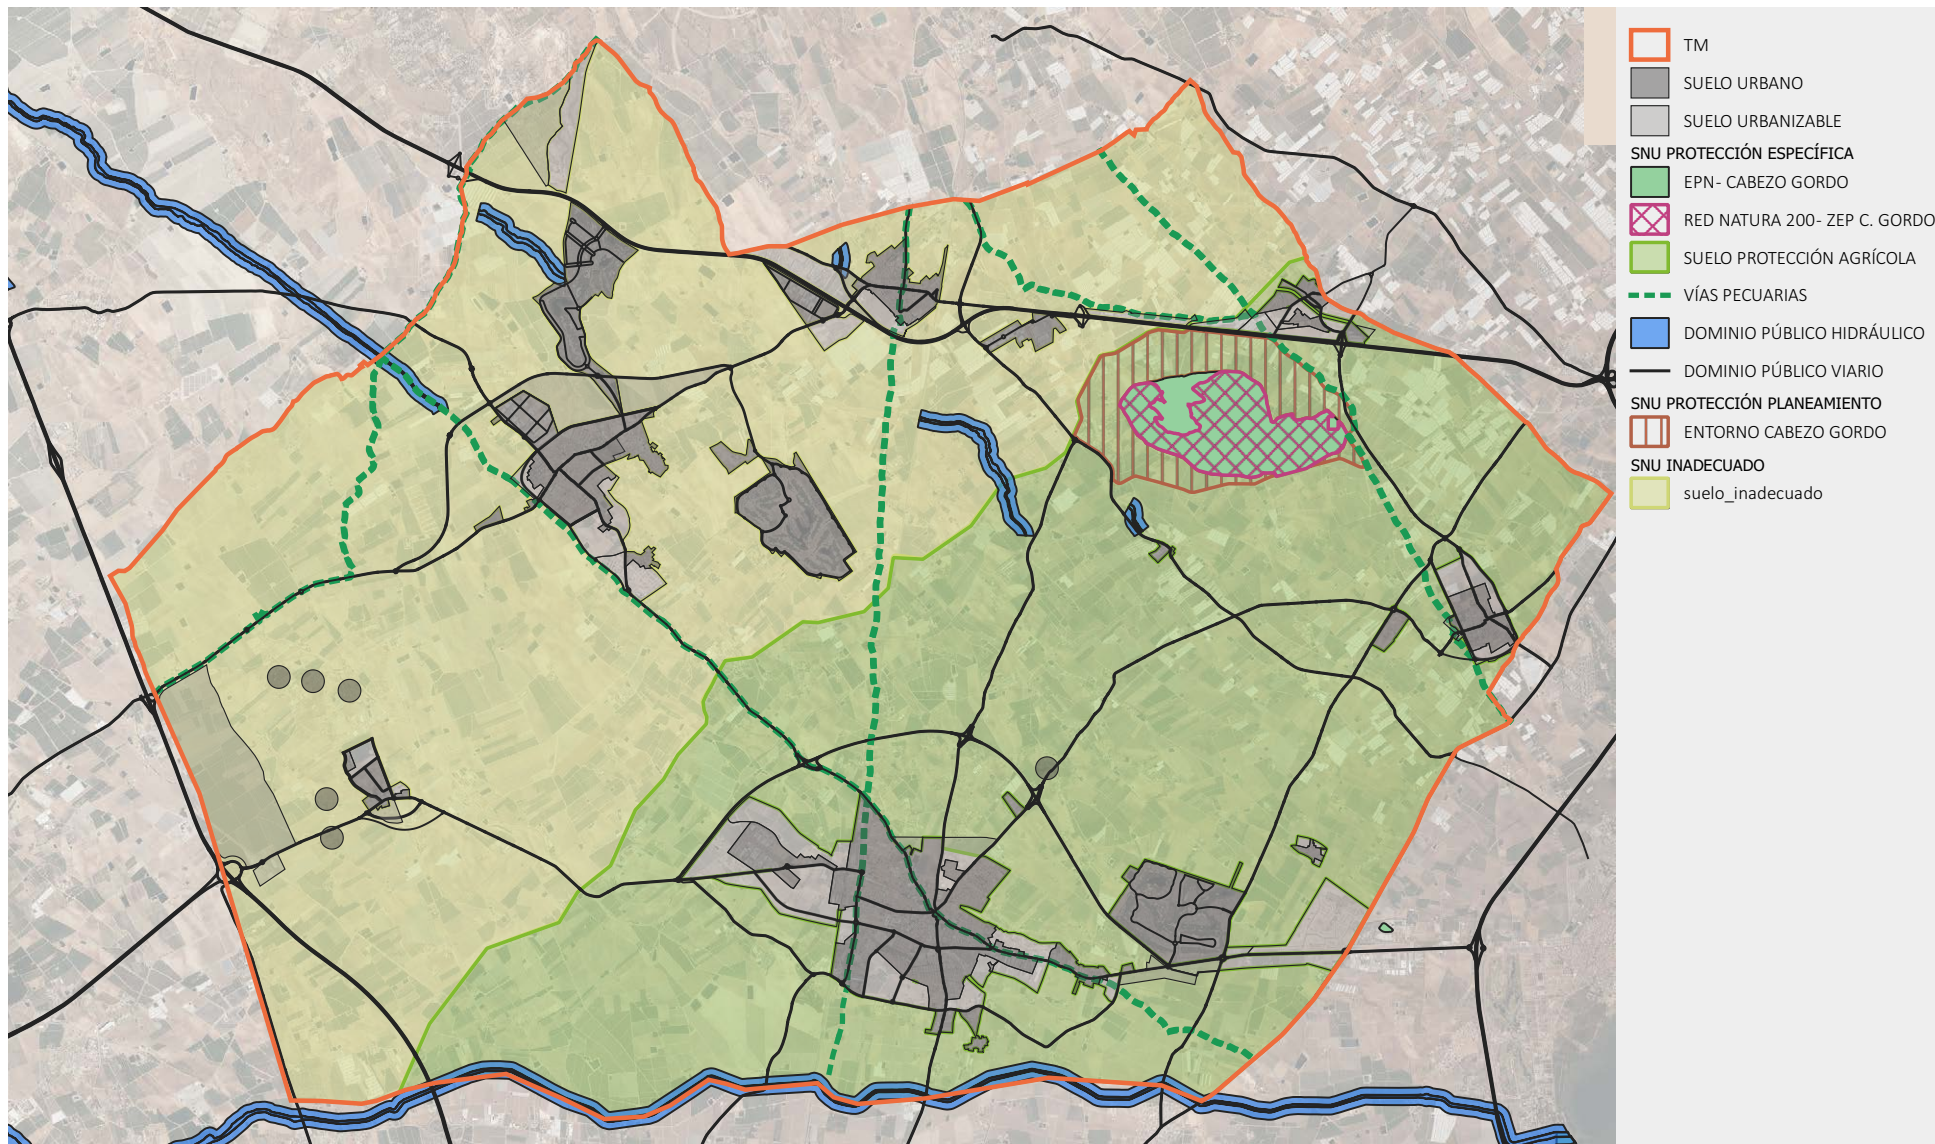 TM
SUELO URBANO
SUELO URBANIZABLE
SNU PROTECCIÓN ESPECÍFICA
EPN- CABEZO GORDO
RED NATURA 200- ZEP C. GORDO
SUELO PROTECCIÓN AGRÍCOLA
VÍAS PECUARIAS
DOMINIO PÚBLICO HIDRÁULICO
DOMINIO PÚBLICO VIARIO
SNU PROTECCIÓN PLANEAMIENTO
ENTORNO CABEZO GORDO
SNU INADECUADO
suelo_inadecuado